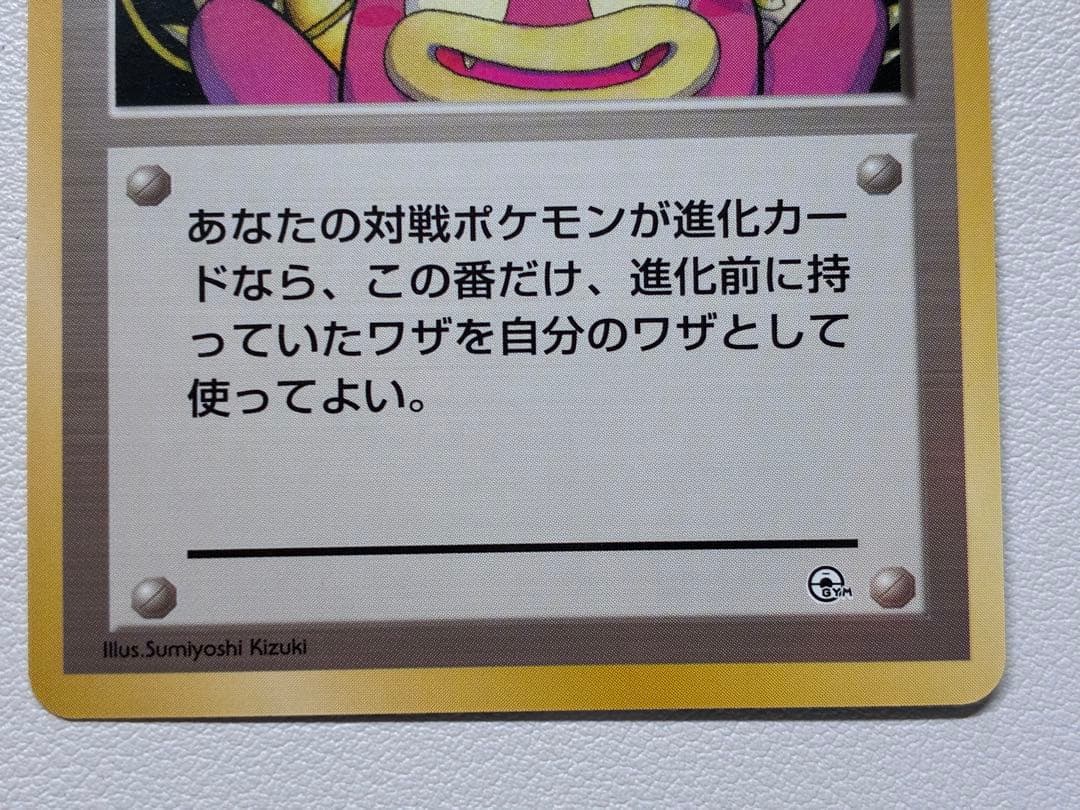 あなたの対戦ポケモンが進化カー
ドなら、この番だけ、進化前に持
っていたワザを自分のワザとして
使ってよい。
GYM
Illus.Sumiyoshi Kizuki